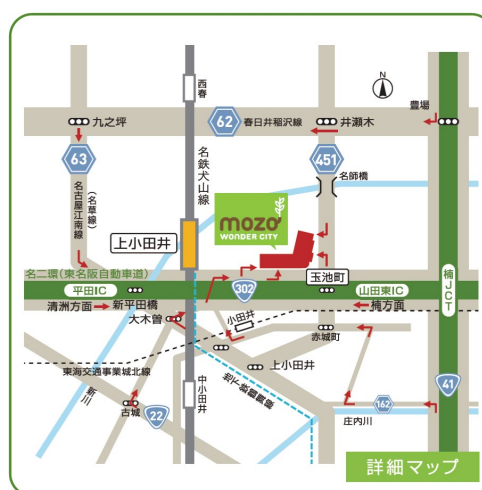 西春
N
豊場
九之坪
62
春日井稲沢線
井瀬木
63
451
名鉄犬山線
名師橋
(名草線)
名古屋江南線
mozo
WONDER CITY
上小田井
玉池町
楠JCT
名二環(東名阪自動車道)
平田IC
302
山田東IC
清洲方面
新平田橋
楠方面
大木曽
小田井
赤城町
上小田井
東海交通事業城北線
新川
中小田井
地下鉄鶴舞線
41
古城
22
162
庄内川
詳細マップ